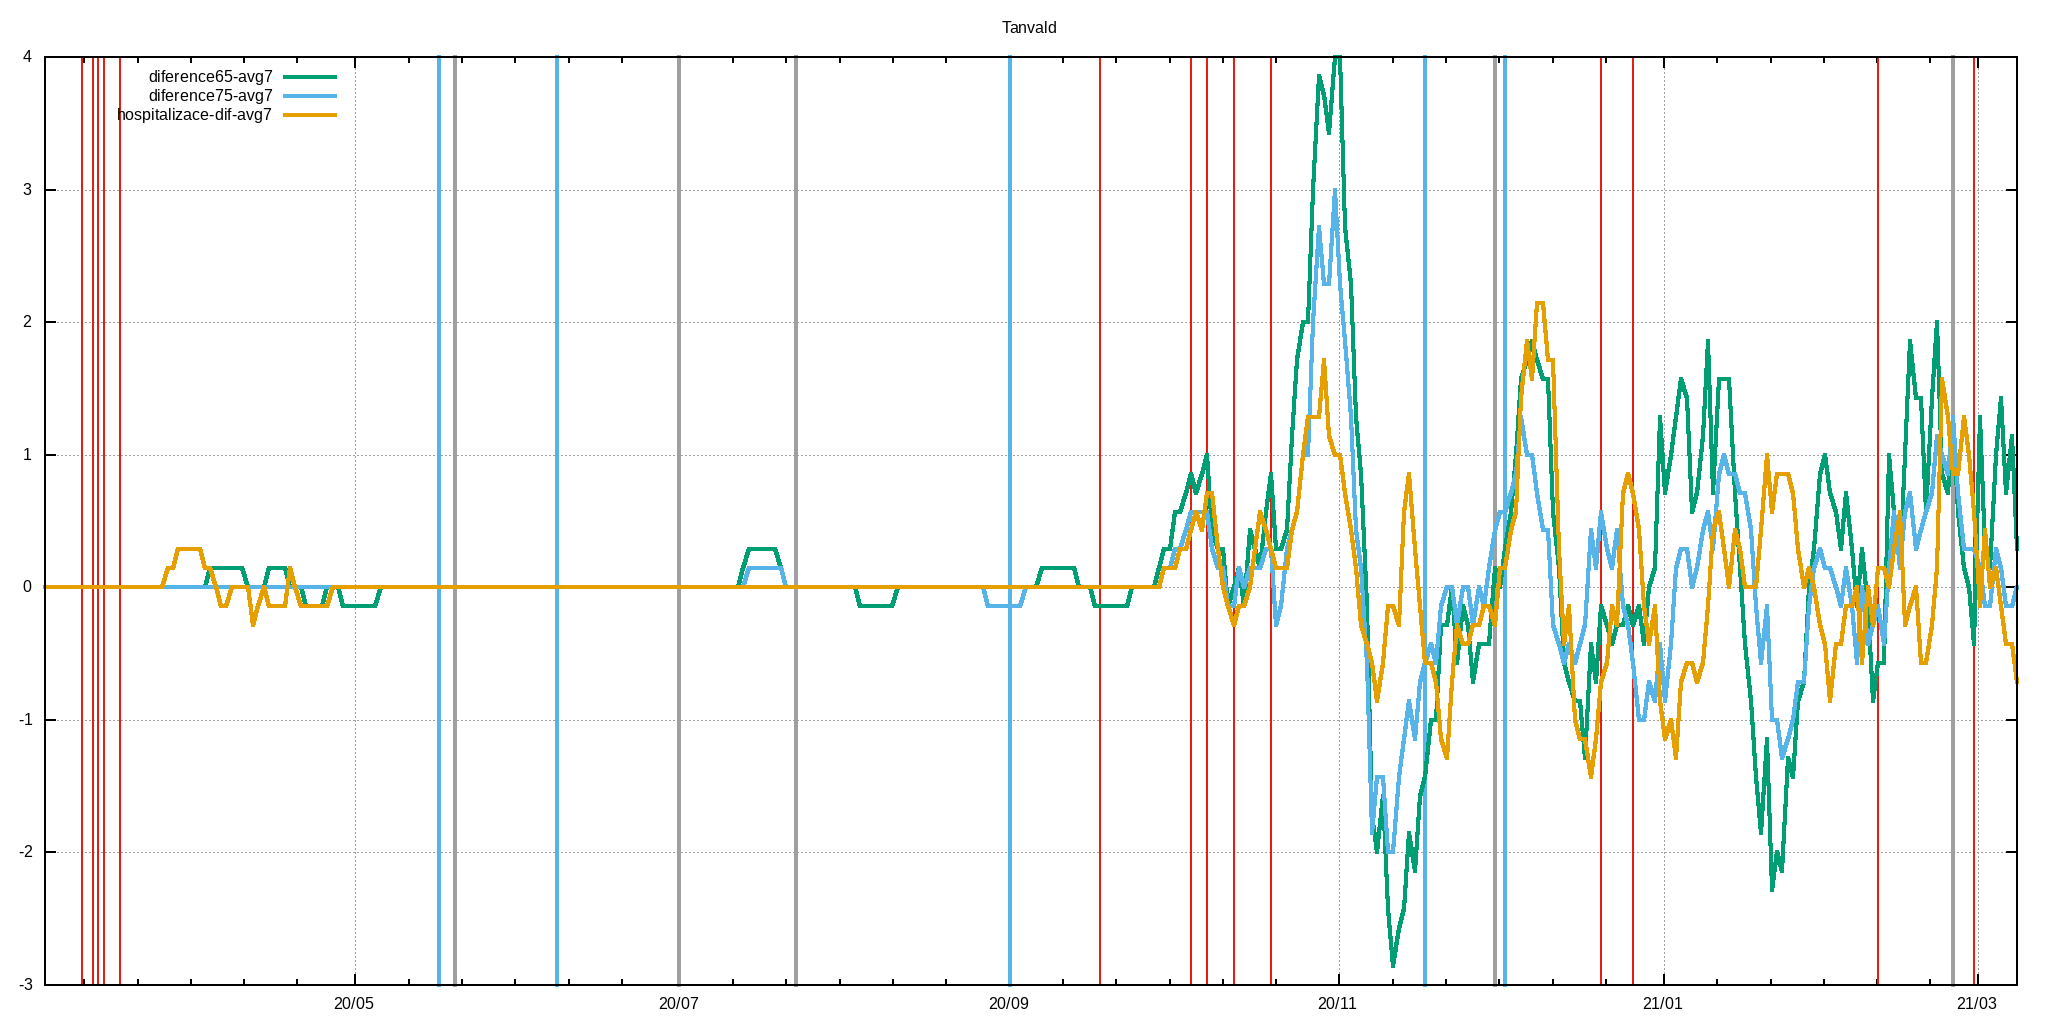 Tanvald
diference65-avg7
diference75-avg7
hospitalizace-dif-avg7
4
3
2
1
0
-1
-2
-3
20/05 20/07 20/09 20/11 21/01 21/03